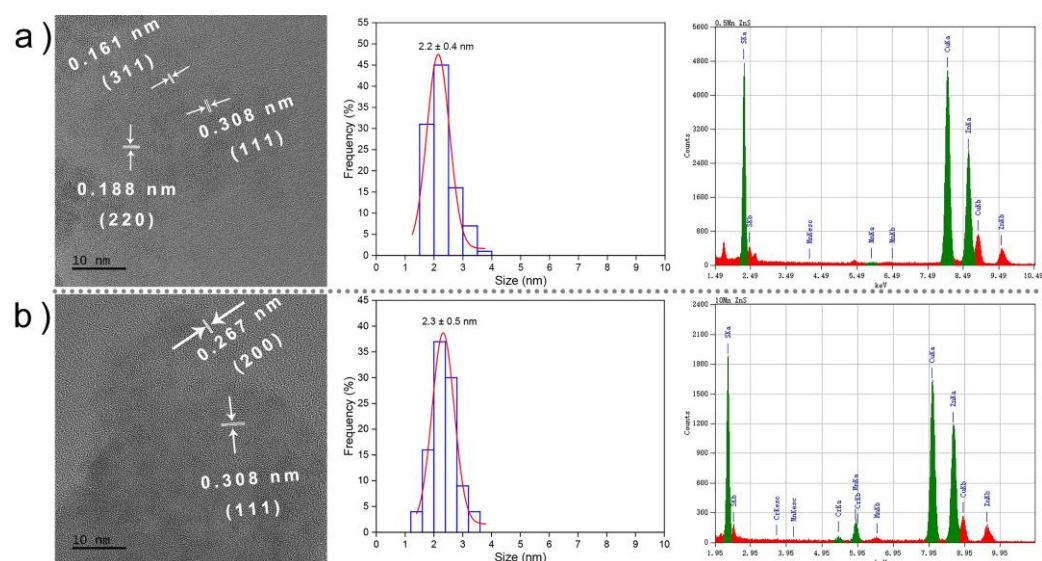 a)
0.161 nm
(311)
0.308 nm
(111)
0.188 nm
(220)
10 nm
55
50
45
40
35
30
25
20
15
10
5
0
Frequency (%)
2.2 ± 0.4 nm
0 1 2 3 4 5 6 7 8 9 10
Size (nm)
0.5Mn ZnS
4800
4000
3200
2400
1600
800
0
Counts
SKa
SKb
MnKesc
MnKa
MnKb
CuKa
ZnKa
CuKb
ZnKb
1.49 2.49 3.49 4.49 5.49 6.49 7.49 8.49 9.49 10.49
keV
b)
0.267 nm
(200)
0.308 nm
(111)
10 nm
45
40
35
30
25
20
15
10
5
0
Frequency (%)
2.3 ± 0.5 nm
0 1 2 3 4 5 6 7 8 9 10
Size (nm)
10Mn ZnS
2400
2100
1800
1500
1200
900
600
300
0
Counts
SKa
SKb
CrKesc
MnKesc
CrKa
MnKa
CrKb
MnKb
CuKa
ZnKa
CuKb
ZnKb
1.95 2.95 3.95 4.95 5.95 6.95 7.95 8.95 9.95